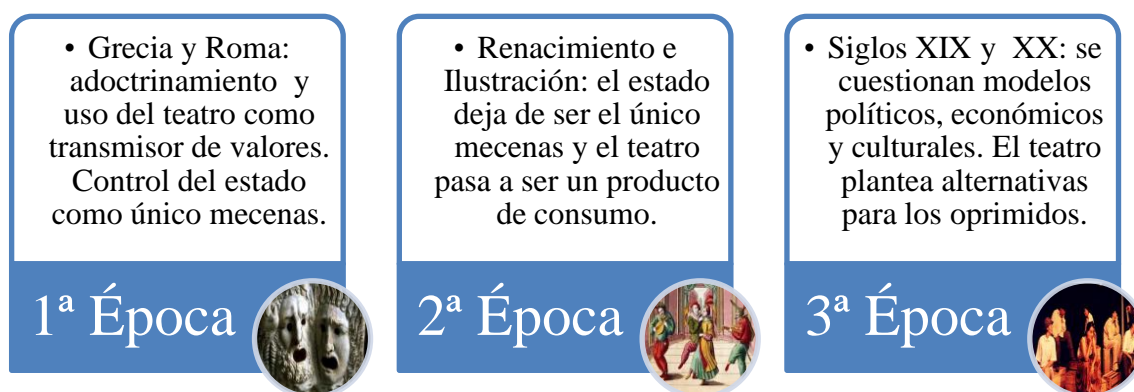 • Grecia y Roma:
adoctrinamiento y
uso del teatro como
transmisor de valores.
Control del estado
como único mecenas.
1ª Época
• Renacimiento e
Ilustración: el estado
deja de ser el único
mecenas y el teatro
pasa a ser un producto
de consumo.
2ª Época
• Siglos XIX y XX: se
cuestionan modelos
políticos, económicos
y culturales. El teatro
plantea alternativas
para los oprimidos.
3ª Época